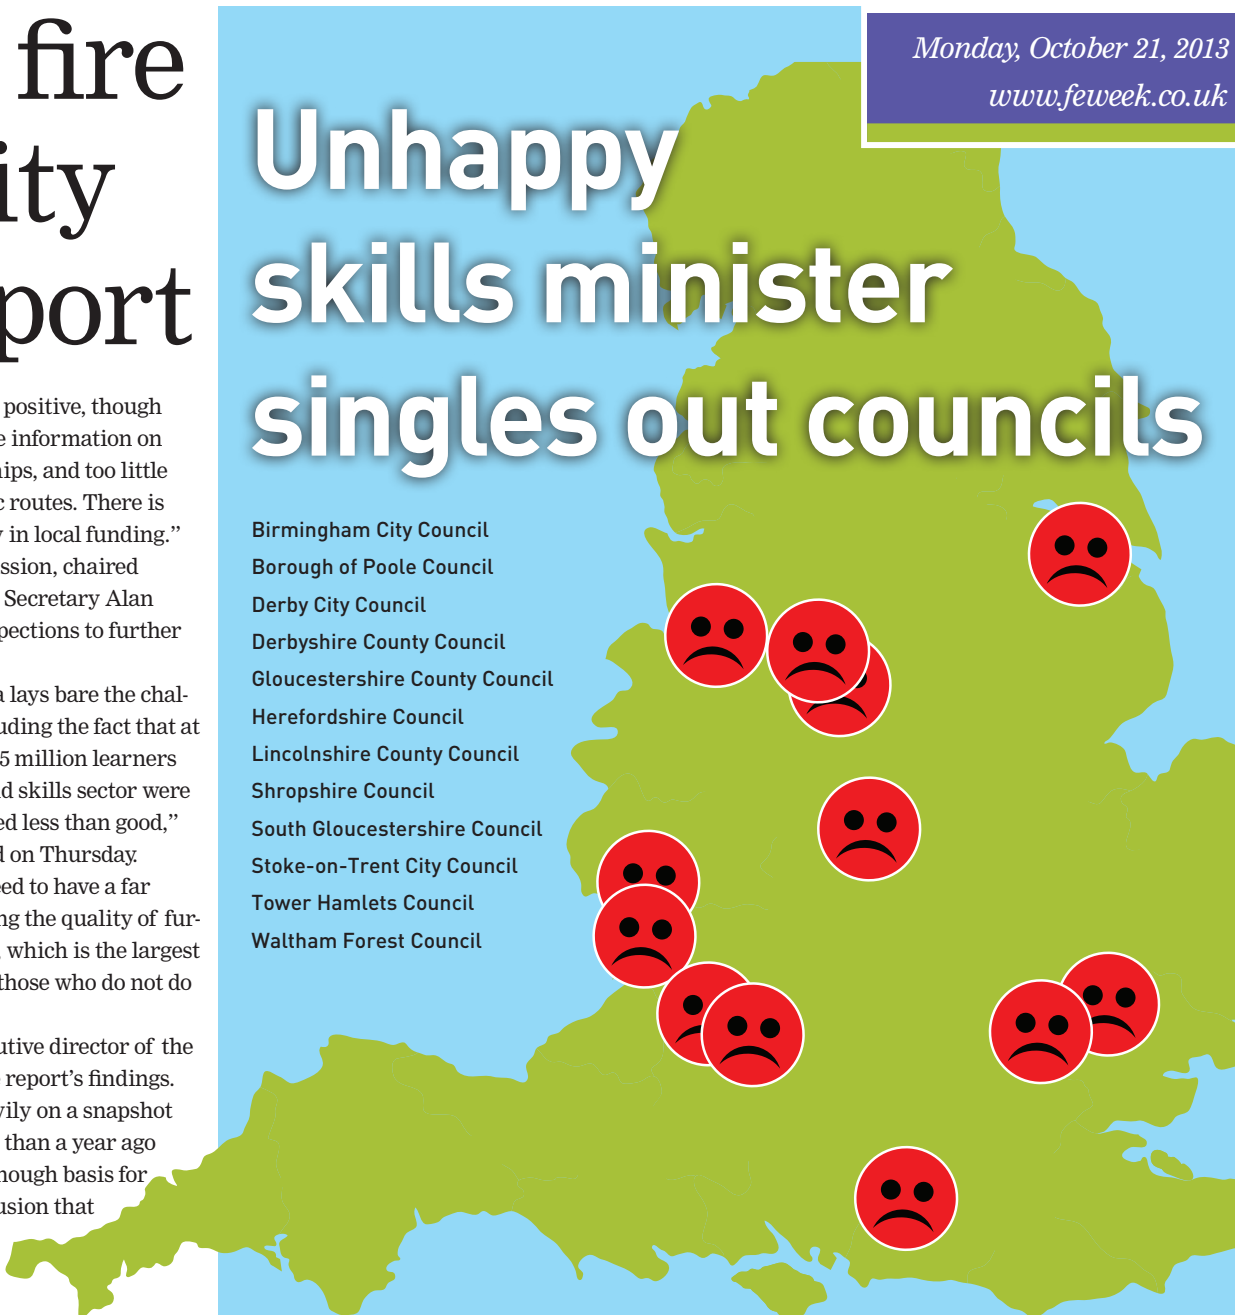 fire
ity
port
positive, though
e information on
hips, and too little
c routes. There is
y in local funding.”
ssion, chaired
Secretary Alan
pections to further
a lays bare the chal-
uding the fact that at
5 million learners
d skills sector were
ed less than good,”
d on Thursday.
eed to have a far
ng the quality of fur-
, which is the largest
those who do not do
utive director of the
e report’s findings.
vily on a snapshot
than a year ago
nough basis for
usion that
Monday, October 21, 2013
www.feweek.co.uk
Unhappy
skills minister
singles out councils
Birmingham City Council
Borough of Poole Council
Derby City Council
Derbyshire County Council
Gloucestershire County Council
Herefordshire Council
Lincolnshire County Council
Shropshire Council
South Gloucestershire Council
Stoke-on-Trent City Council
Tower Hamlets Council
Waltham Forest Council